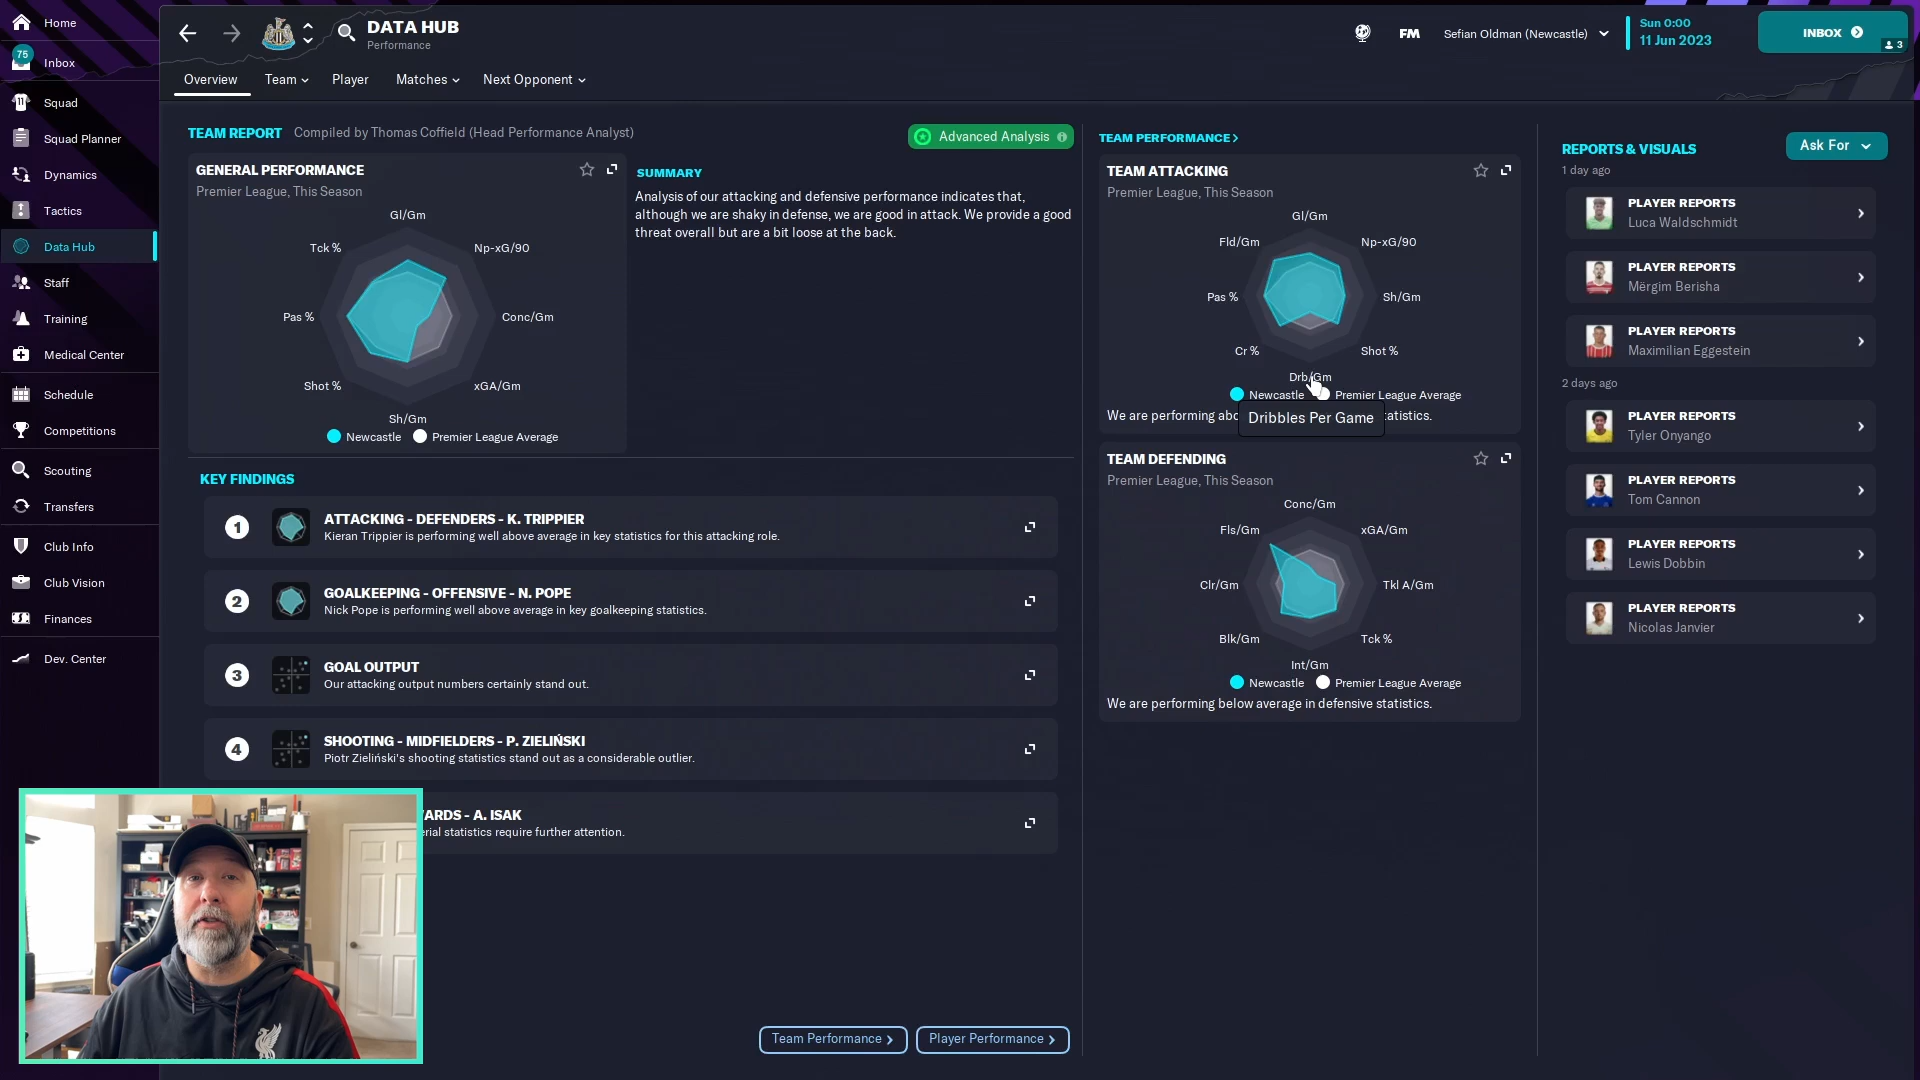 Home
75
Inbox
Squad
Squad Planner
Dynamics
Tactics
Data Hub
Staff
Training
Medical Center
Schedule
Competitions
Scouting
Transfers
Club Info
Club Vision
Finances
Dev. Center
DATA HUB
Performance
FM
Sefian Oldman (Newcastle)
Sun 0:00
11 Jun 2023
INBOX
3
Overview
Team
Player
Matches
Next Opponent
TEAM REPORT Compiled by Thomas Coffield (Head Performance Analyst)
Advanced Analysis
GENERAL PERFORMANCE
Premier League, This Season
Gl/Gm
Tck %
Np-xG/90
Pas %
Conc/Gm
Shot %
xGA/Gm
Sh/Gm
Newcastle
Premier League Average
SUMMARY
Analysis of our attacking and defensive performance indicates that,
although we are shaky in defense, we are good in attack. We provide a good
threat overall but are a bit loose at the back.
KEY FINDINGS
1
ATTACKING - DEFENDERS - K. TRIPPIER
Kieran Trippier is performing well above average in key statistics for this attacking role.
2
GOALKEEPING - OFFENSIVE - N. POPE
Nick Pope is performing well above average in key goalkeeping statistics.
3
GOAL OUTPUT
Our attacking output numbers certainly stand out.
4
SHOOTING - MIDFIELDERS - P. ZIELIŃSKI
Piotr Zieliński's shooting statistics stand out as a considerable outlier.
ARDS - A. ISAK
erial statistics require further attention.
Team Performance
Player Performance
TEAM PERFORMANCE
TEAM ATTACKING
Premier League, This Season
Gl/Gm
Fld/Gm
Np-xG/90
Pas %
Sh/Gm
Cr %
Shot %
Drb/Gm
Newcastle
Premier League Average
We are performing abo
tatistics.
Dribbles Per Game
TEAM DEFENDING
Premier League, This Season
Conc/Gm
Fls/Gm
xGA/Gm
Clr/Gm
Tkl A/Gm
Blk/Gm
Tck %
Int/Gm
Newcastle
Premier League Average
We are performing below average in defensive statistics.
REPORTS & VISUALS
Ask For
1 day ago
PLAYER REPORTS
Luca Waldschmidt
PLAYER REPORTS
Mërgim Berisha
PLAYER REPORTS
Maximilian Eggestein
2 days ago
PLAYER REPORTS
Tyler Onyango
PLAYER REPORTS
Tom Cannon
PLAYER REPORTS
Lewis Dobbin
PLAYER REPORTS
Nicolas Janvier